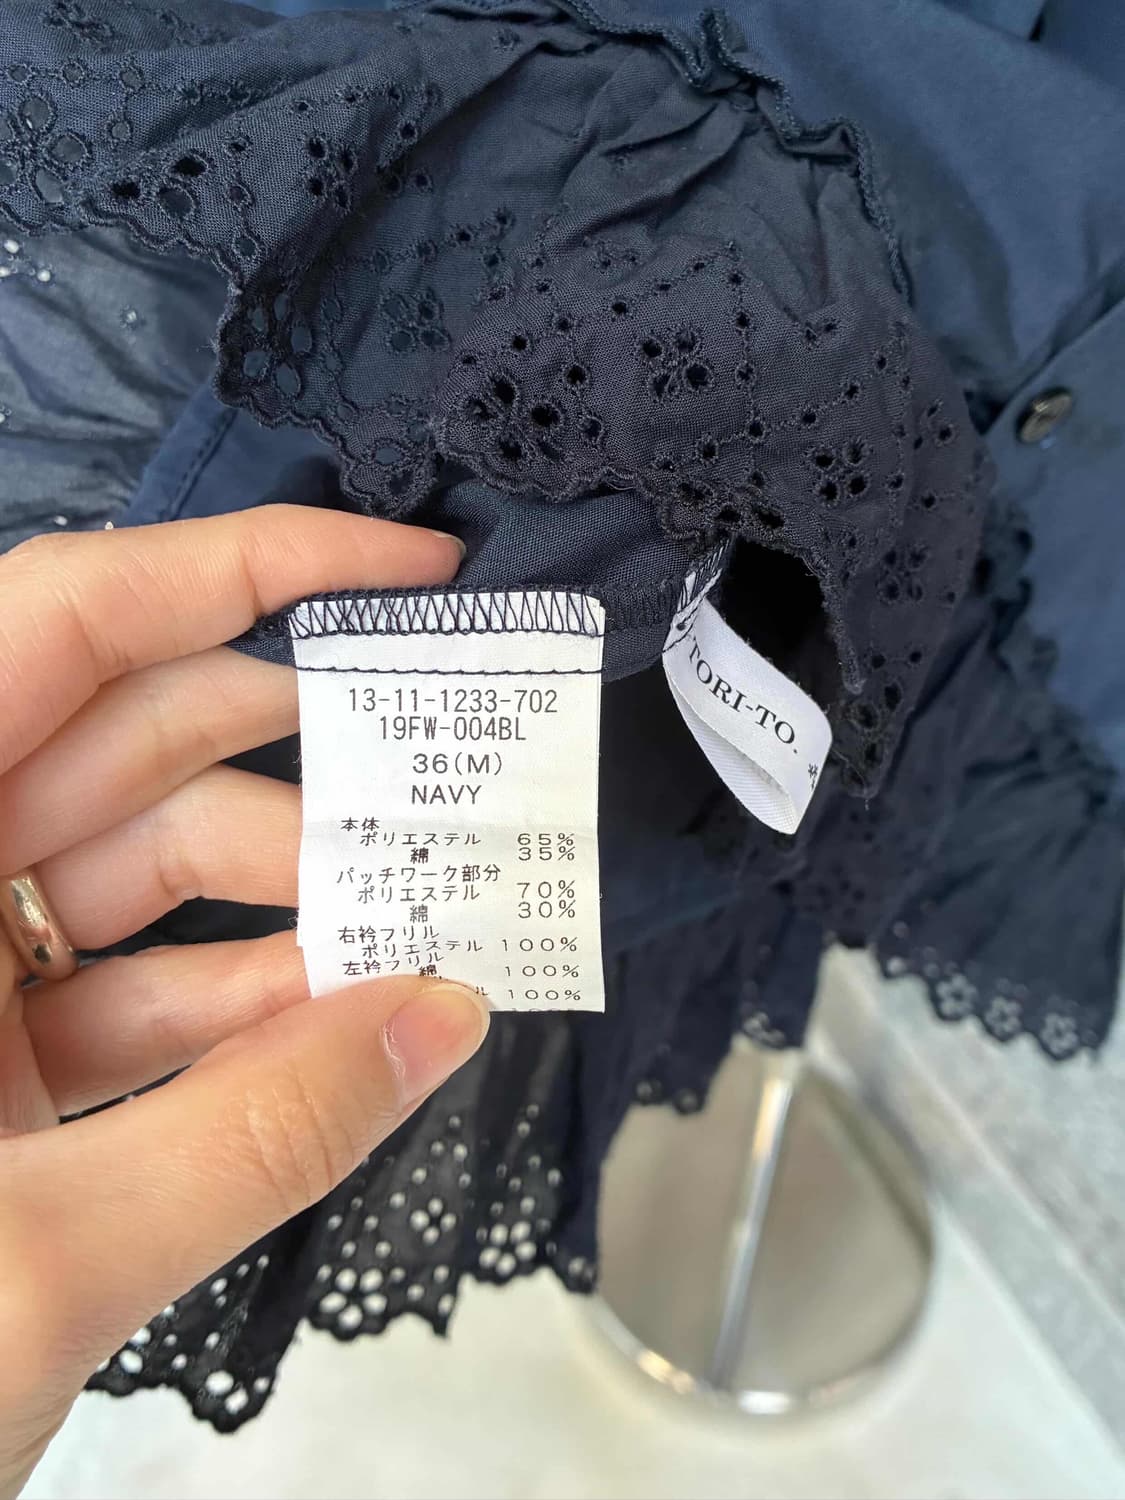 13-11-1233-702
19FW-004BL
36(M)
NAVY
本体
ポリエステル 65%
綿 35%
パッチワーク部分
ポリエステル 70%
綿 30%
右衿フリル
ポリエステル 100%
左衿フリル
綿 100%
ル 100%
TORI-TO.